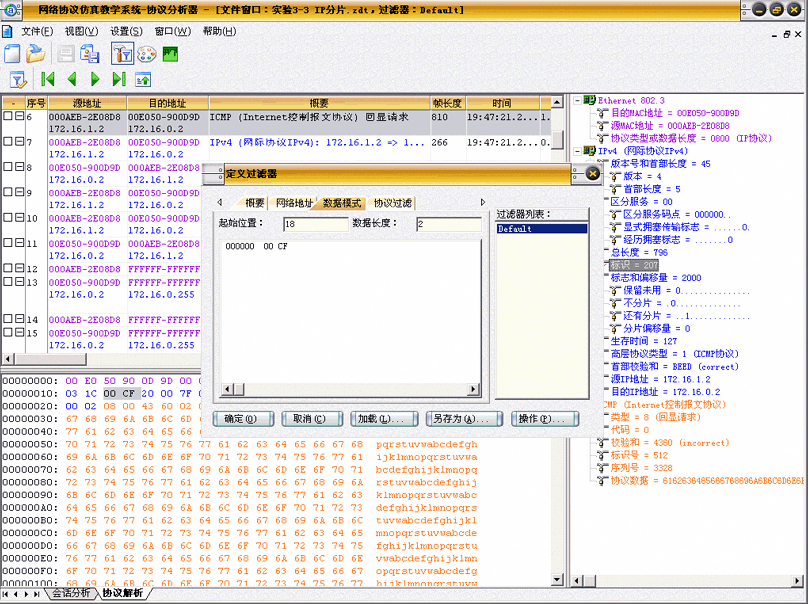 网络协议仿真教学系统-协议分析器 - [文件窗口：实验3-3 IP分片.zdt，过滤器：Default]
文件(F) 视图(V) 设置(S) 窗口(W) 帮助(H)
- 序号 源地址 目的地址 概要 帧长度 时间
6 000AEB-2E08D8 00E050-900D9D ICMP (Internet控制报文协议) 回显请求 810 19:47:21.2... 1.
172.16.1.2 172.16.0.2
7 000AEB-2E08D8 00E050-900D9D IPv4 (网际协议IPv4): 172.16.1.2 => 1... 266 19:47:21.2... 0.
172.16.1.2 172.16.0.2
8 00E050-900D9D
172.16.0.2
9 00E050-900D9D
172.16.0.2
10 000AEB-2E08D8
172.16.1.2
11 00E050-900D9D
172.16.0.2
12 000AEB-2E08D8 FFFFFF-FFFFFF
13 00E050-900D9D FFFFFF-FFFFFF
172.16.0.2 172.16.0.255
14 000AEB-2E08D8 FFFFFF-FFFFFF
15 00E050-900D9D FFFFFF-FFFFFF
172.16.0.2 172.16.0.255
定义过滤器
概要 网络地址 数据模式 协议过滤
起始位置： 18 数据长度： 2
000000 00 CF
过滤器列表：
Default
确定(O) 取消(C) 加载(L)... 另存为(A)... 操作(P)...
Ethernet 802.3
目的MAC地址 = 00E050-900D9D
源MAC地址 = 000AEB-2E08D8
协议类型或数据长度 = 0800 (IP协议)
IPv4 (网际协议IPv4)
版本号和首部长度 = 45
版本 = 4
首部长度 = 5
区分服务 = 00
区分服务码点 = 000000..
显式拥塞传输标志 = ......0.
经历拥塞标志 = .......0
总长度 = 796
标识 = 207
标志和偏移量 = 2000
保留未用 = 0...............
不分片 = .0..............
还有分片 = ..1.............
分片偏移量 = 0
生存时间 = 127
高层协议类型 = 1 (ICMP协议)
首部校验和 = BEED (correct)
源IP地址 = 172.16.1.2
目的IP地址 = 172.16.0.2
CMP (Internet控制报文协议)
类型 = 8 (回显请求)
代码 = 0
校验和 = 4360 (incorrect)
标识号 = 512
序列号 = 3328
协议数据 = 6162636465666768696A6B6C6D6E6
00000000: 00 E0 50 90 0D 9D 00
00000010: 03 1C 00 CF 20 00 7F
00000020: 00 02 08 00 43 60 02
00000030: 67 68 69 6A 6B 6C 6D
00000040: 77 61 62 63 64 65 66
00000050: 70 71 72 73 74 75 76 77 61 62 63 64 65 66 67 68 pqrstuvwabcdefgh
00000060: 69 6A 6B 6C 6D 6E 6F 70 71 72 73 74 75 76 77 61 ijklmnopqrstuvwa
00000070: 62 63 64 65 66 67 68 69 6A 6B 6C 6D 6E 6F 70 71 bcdefghijklmnopq
00000080: 72 73 74 75 76 77 61 62 63 64 65 66 67 68 69 6A rstuvwabcdefghij
00000090: 6B 6C 6D 6E 6F 70 71 72 73 74 75 76 77 61 62 63 klmnopqrstuvwabc
000000A0: 64 65 66 67 68 69 6A 6B 6C 6D 6E 6F 70 71 72 73 defghijklmnopqrs
000000B0: 74 75 76 77 61 62 63 64 65 66 67 68 69 6A 6B 6C tuvwabcdefghijkl
000000C0: 6D 6E 6F 70 71 72 73 74 75 76 77 61 62 63 64 65 mnopqrstuvwabcde
000000D0: 66 67 68 69 6A 6B 6C 6D 6E 6F 70 71 72 73 74 75 fghijklmnopqrstu
000000E0: 76 77 61 62 63 64 65 66 67 68 69 6A 6B 6C 6D 6E vwabcdefghijklmn
000000F0: 6F 70 71 72 73 74 75 76 77 61 62 63 64 65 66 67 opqrstuvwabcdefg
00000100: 68 69 6A 6B 6C 6D 6E 6F 70 71 72 73 74 75 76 77 hijklmnopqrstuvw
会话分析 协议解析